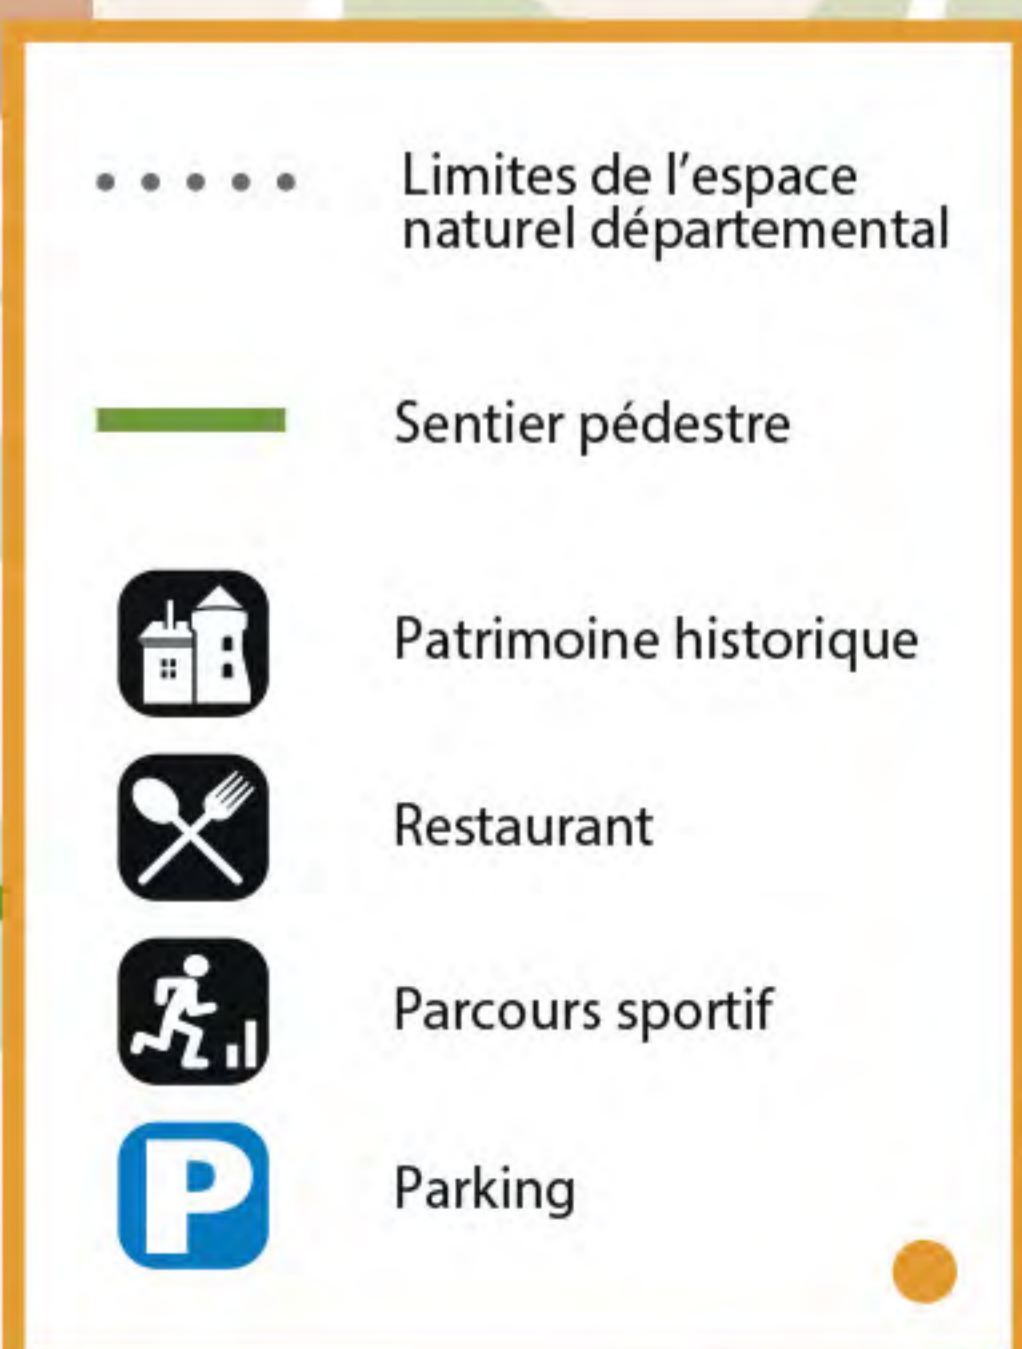 Limites de l'espace
naturel départemental
Sentier pédestre
Patrimoine historique
Restaurant
Parcours sportif
P
Parking